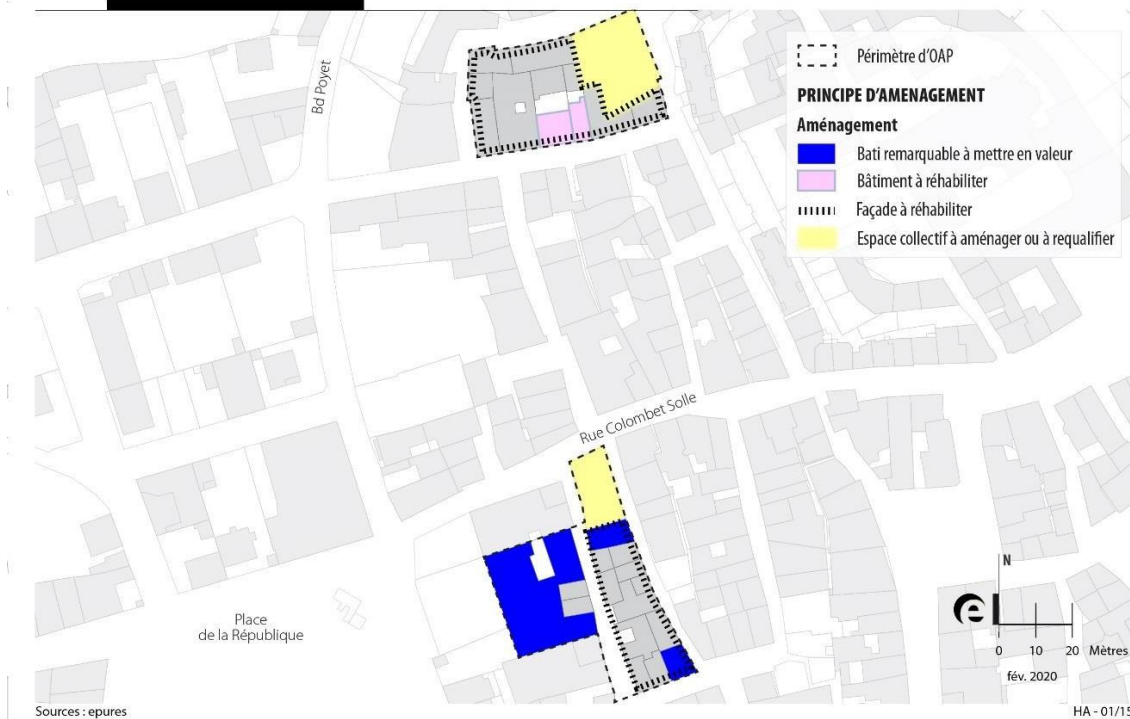 Bd Poyet
Périmètre d'OAP
PRINCIPE D'AMENAGEMENT
Aménagement
Bati remarquable à mettre en valeur
Bâtiment à réhabiliter
Façade à réhabiliter
Espace collectif à aménager ou à requalifier
Rue Colombet Solle
Place
de la République
N
e
0 10 20 Mètres
fév. 2020
Sources : epures
HA - 01/15